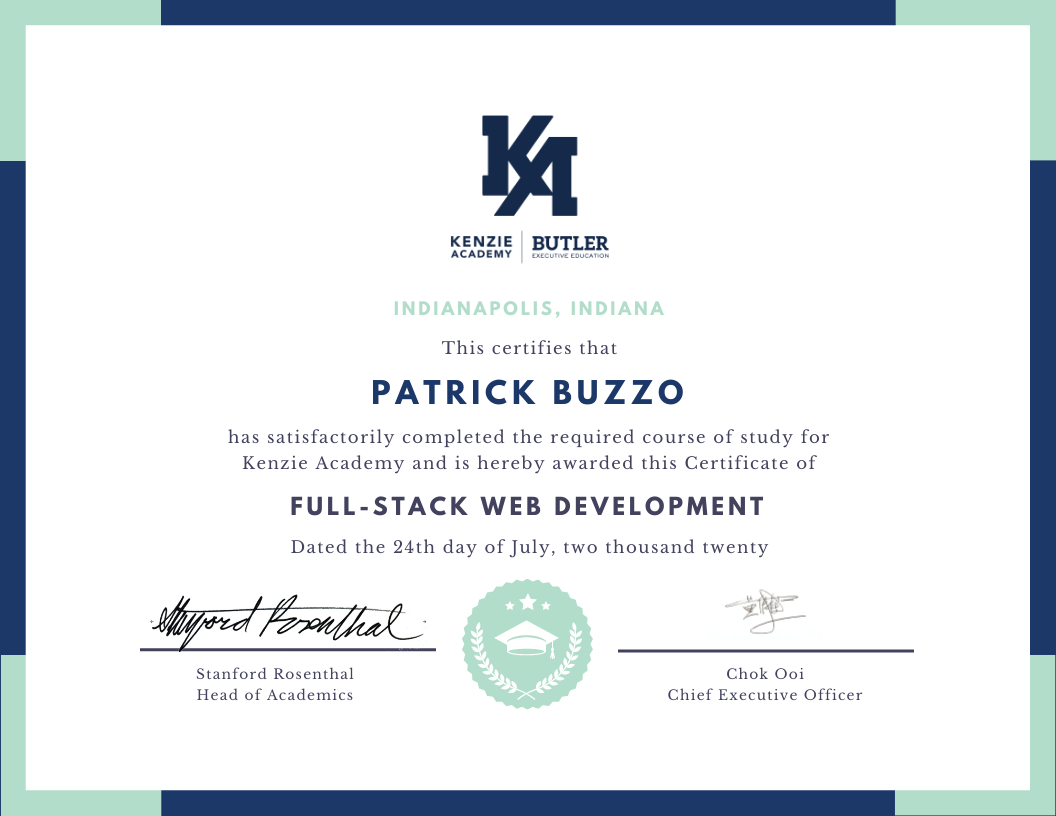 KA
KENZIE ACADEMY | BUTLER EXECUTIVE EDUCATION
INDIANAPOLIS, INDIANA
This certifies that
PATRICK BUZZO
has satisfactorily completed the required course of study for
Kenzie Academy and is hereby awarded this Certificate of
FULL-STACK WEB DEVELOPMENT
Dated the 24th day of July, two thousand twenty
Stanford Rosenthal
Stanford Rosenthal
Head of Academics
Chok Ooi
Chief Executive Officer